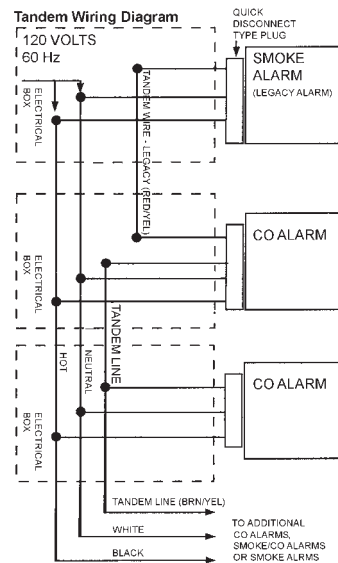 Tandem Wiring Diagram
QUICK
DISCONNECT
TYPE PLUG
120 VOLTS
60 Hz
ELECTRICAL
BOX
TANDEM WIRE - LEGACY (RED/YEL)
SMOKE
ALARM
(LEGACY ALARM)
ELECTRICAL
BOX
CO ALARM
HOT
NEUTRAL
TANDEM LINE
ELECTRICAL
BOX
CO ALARM
TANDEM LINE (BRN/YEL)
WHITE
BLACK
TO ADDITIONAL
CO ALARMS,
SMOKE/CO ALARMS
OR SMOKE ALRMS